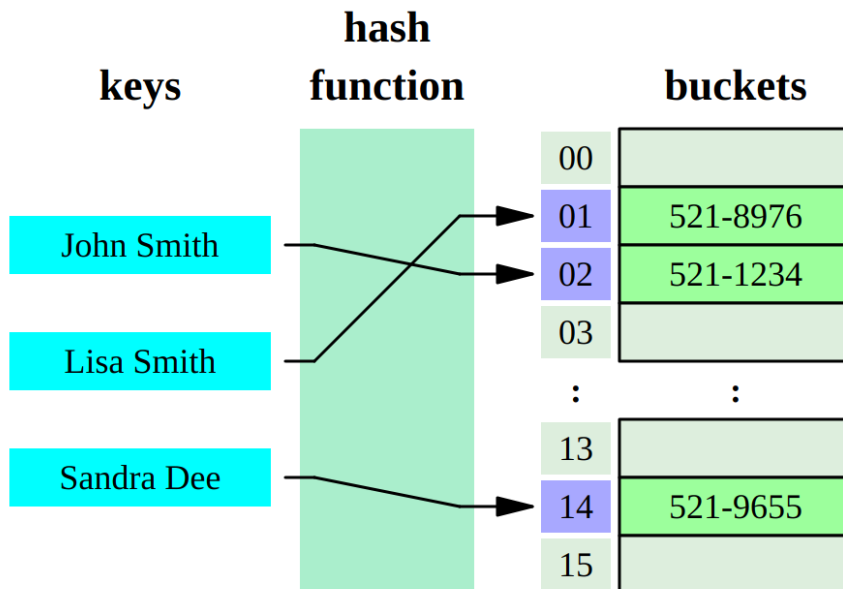 hash
keys function buckets
00
01 521-8976
John Smith
02 521-1234
03
Lisa Smith
: :
13
Sandra Dee
14 521-9655
15